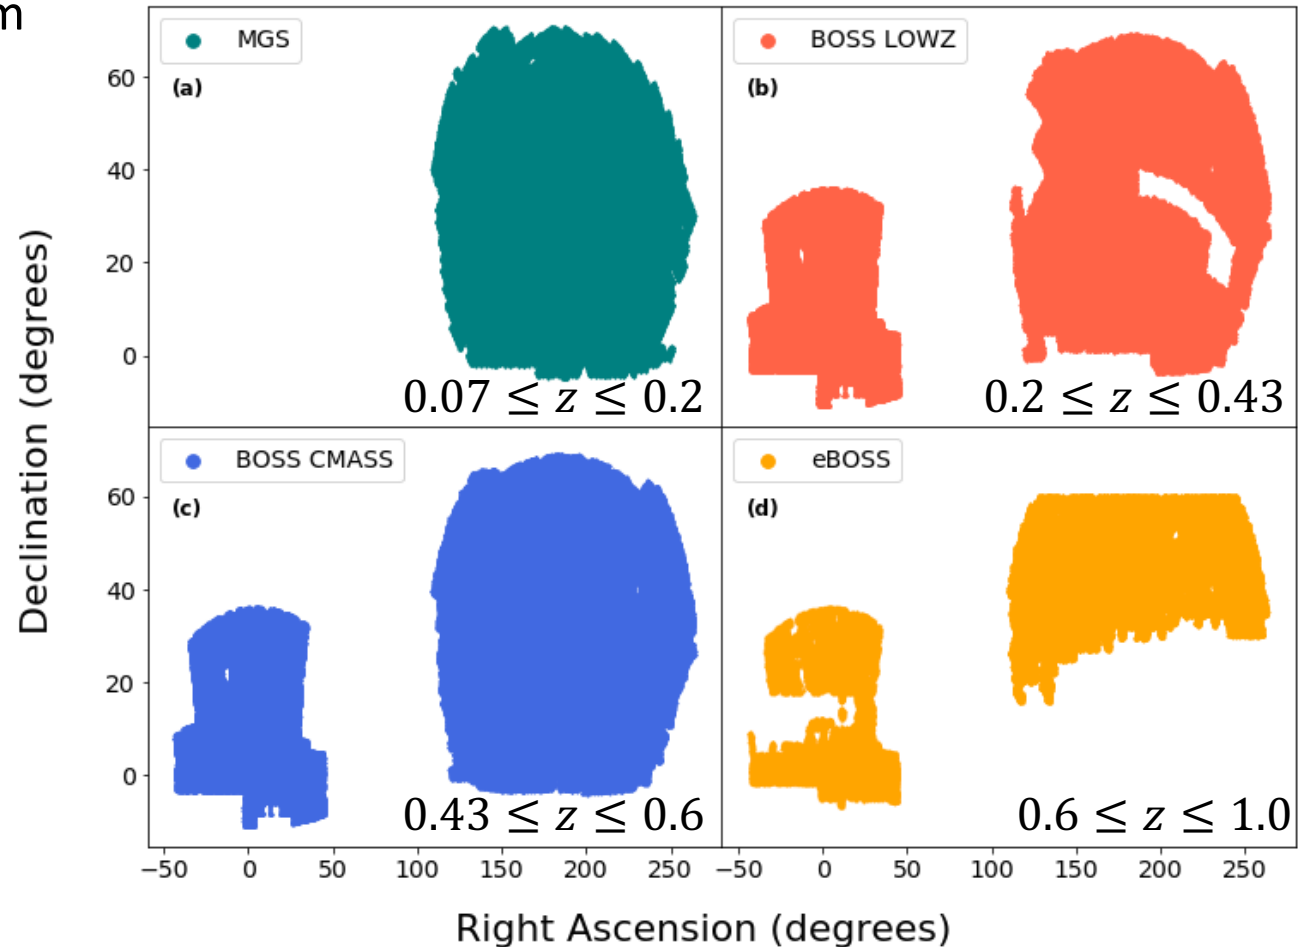 m
MGS
(a)
0.07 ≤ z ≤ 0.2
BOSS LOWZ
(b)
0.2 ≤ z ≤ 0.43
BOSS CMASS
(c)
0.43 ≤ z ≤ 0.6
eBOSS
(d)
0.6 ≤ z ≤ 1.0
60
40
20
0
60
40
20
0
Declination (degrees)
−50 0 50 100 150 200 250 −50 0 50 100 150 200 250
Right Ascension (degrees)